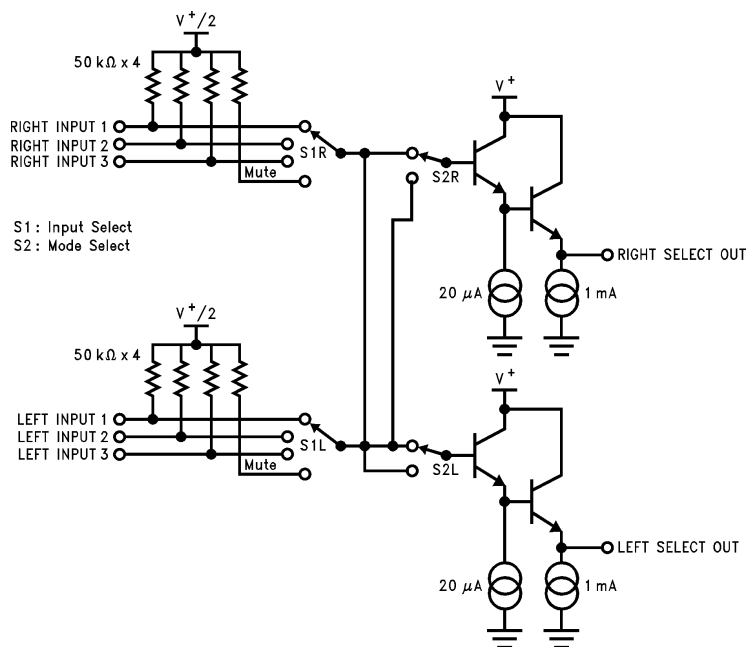 V+/2
50 kΩ x 4
RIGHT INPUT 1
RIGHT INPUT 2
RIGHT INPUT 3
Mute
S1R
S2R
V+
20 μA
1 mA
RIGHT SELECT OUT
S1: Input Select
S2: Mode Select
V+/2
50 kΩ x 4
LEFT INPUT 1
LEFT INPUT 2
LEFT INPUT 3
Mute
S1L
S2L
V+
20 μA
1 mA
LEFT SELECT OUT